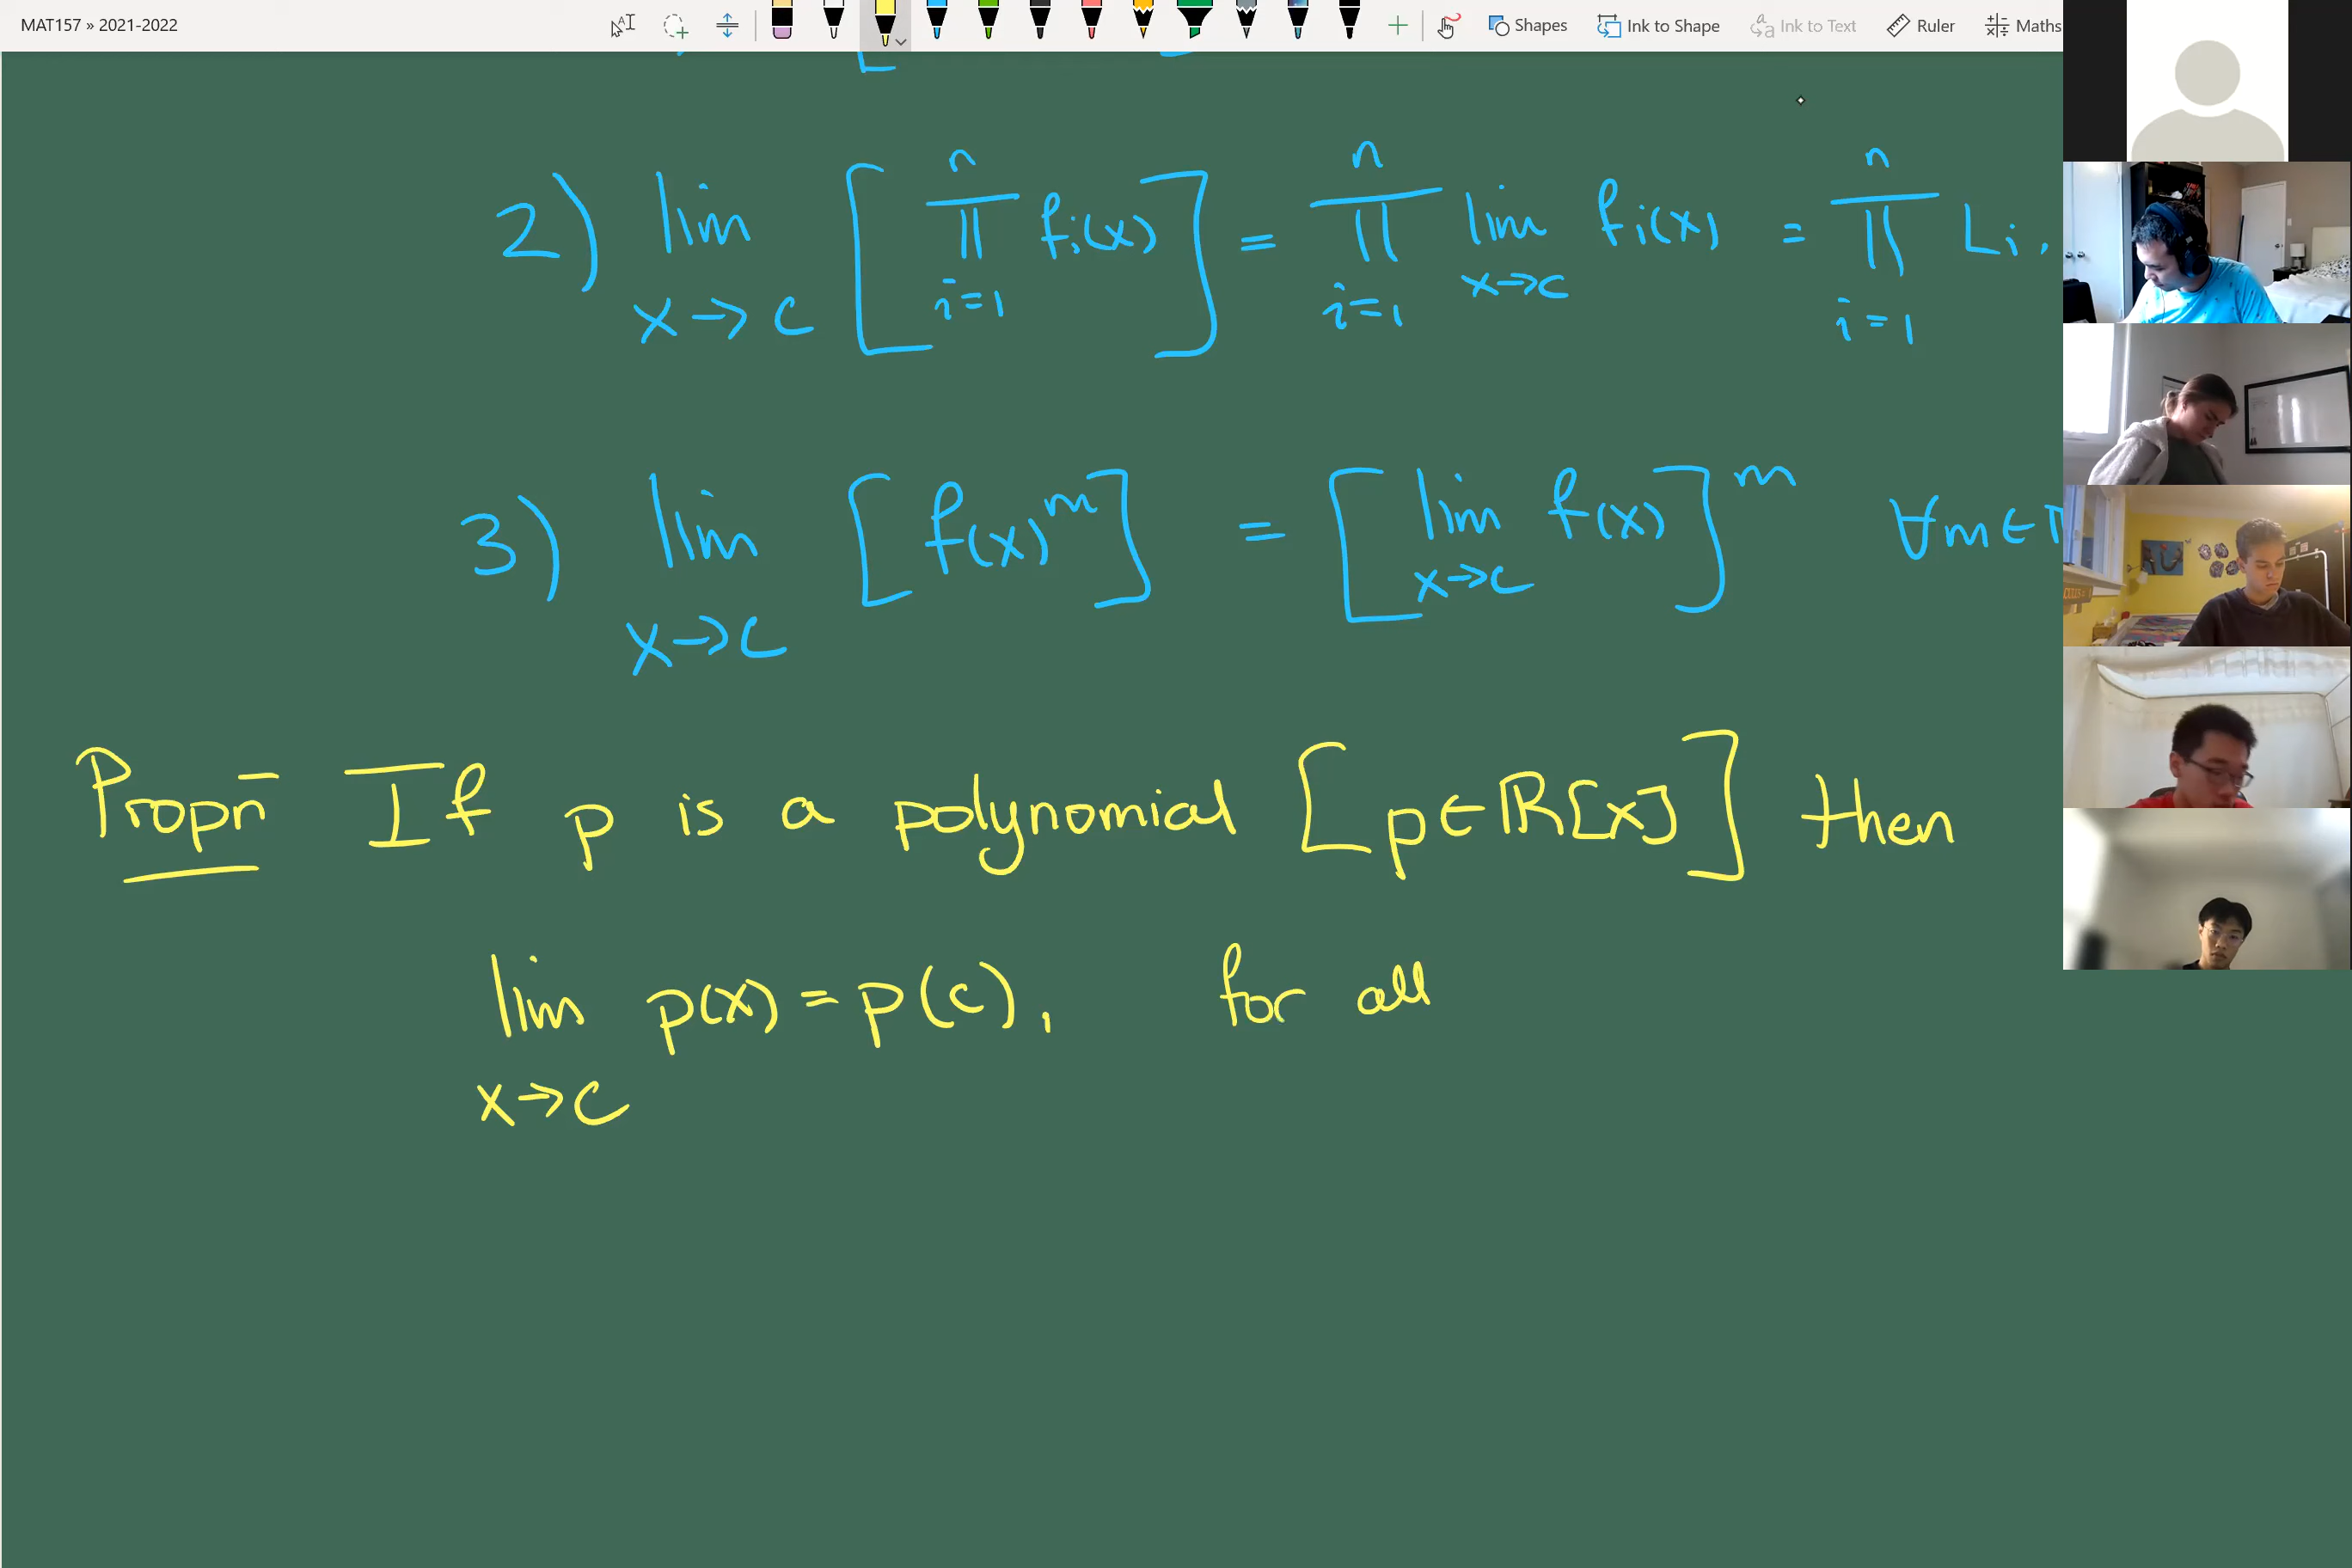 MAT157 » 2021-2022
Shapes Ink to Shape Ink to Text Ruler Maths
2) lim x→c [ n ∏ i=1 fᵢ(x) ] = n ∏ i=1 lim x→c fᵢ(x) = n ∏ i=1 Lᵢ.
3) lim x→c [ f(x)ᵐ ] = [ lim x→c f(x) ]ᵐ ∀m∈
Propn̄ If p is a polynomial [p∈ℝ[x]] then
lim x→c p(x) = p(c), for all